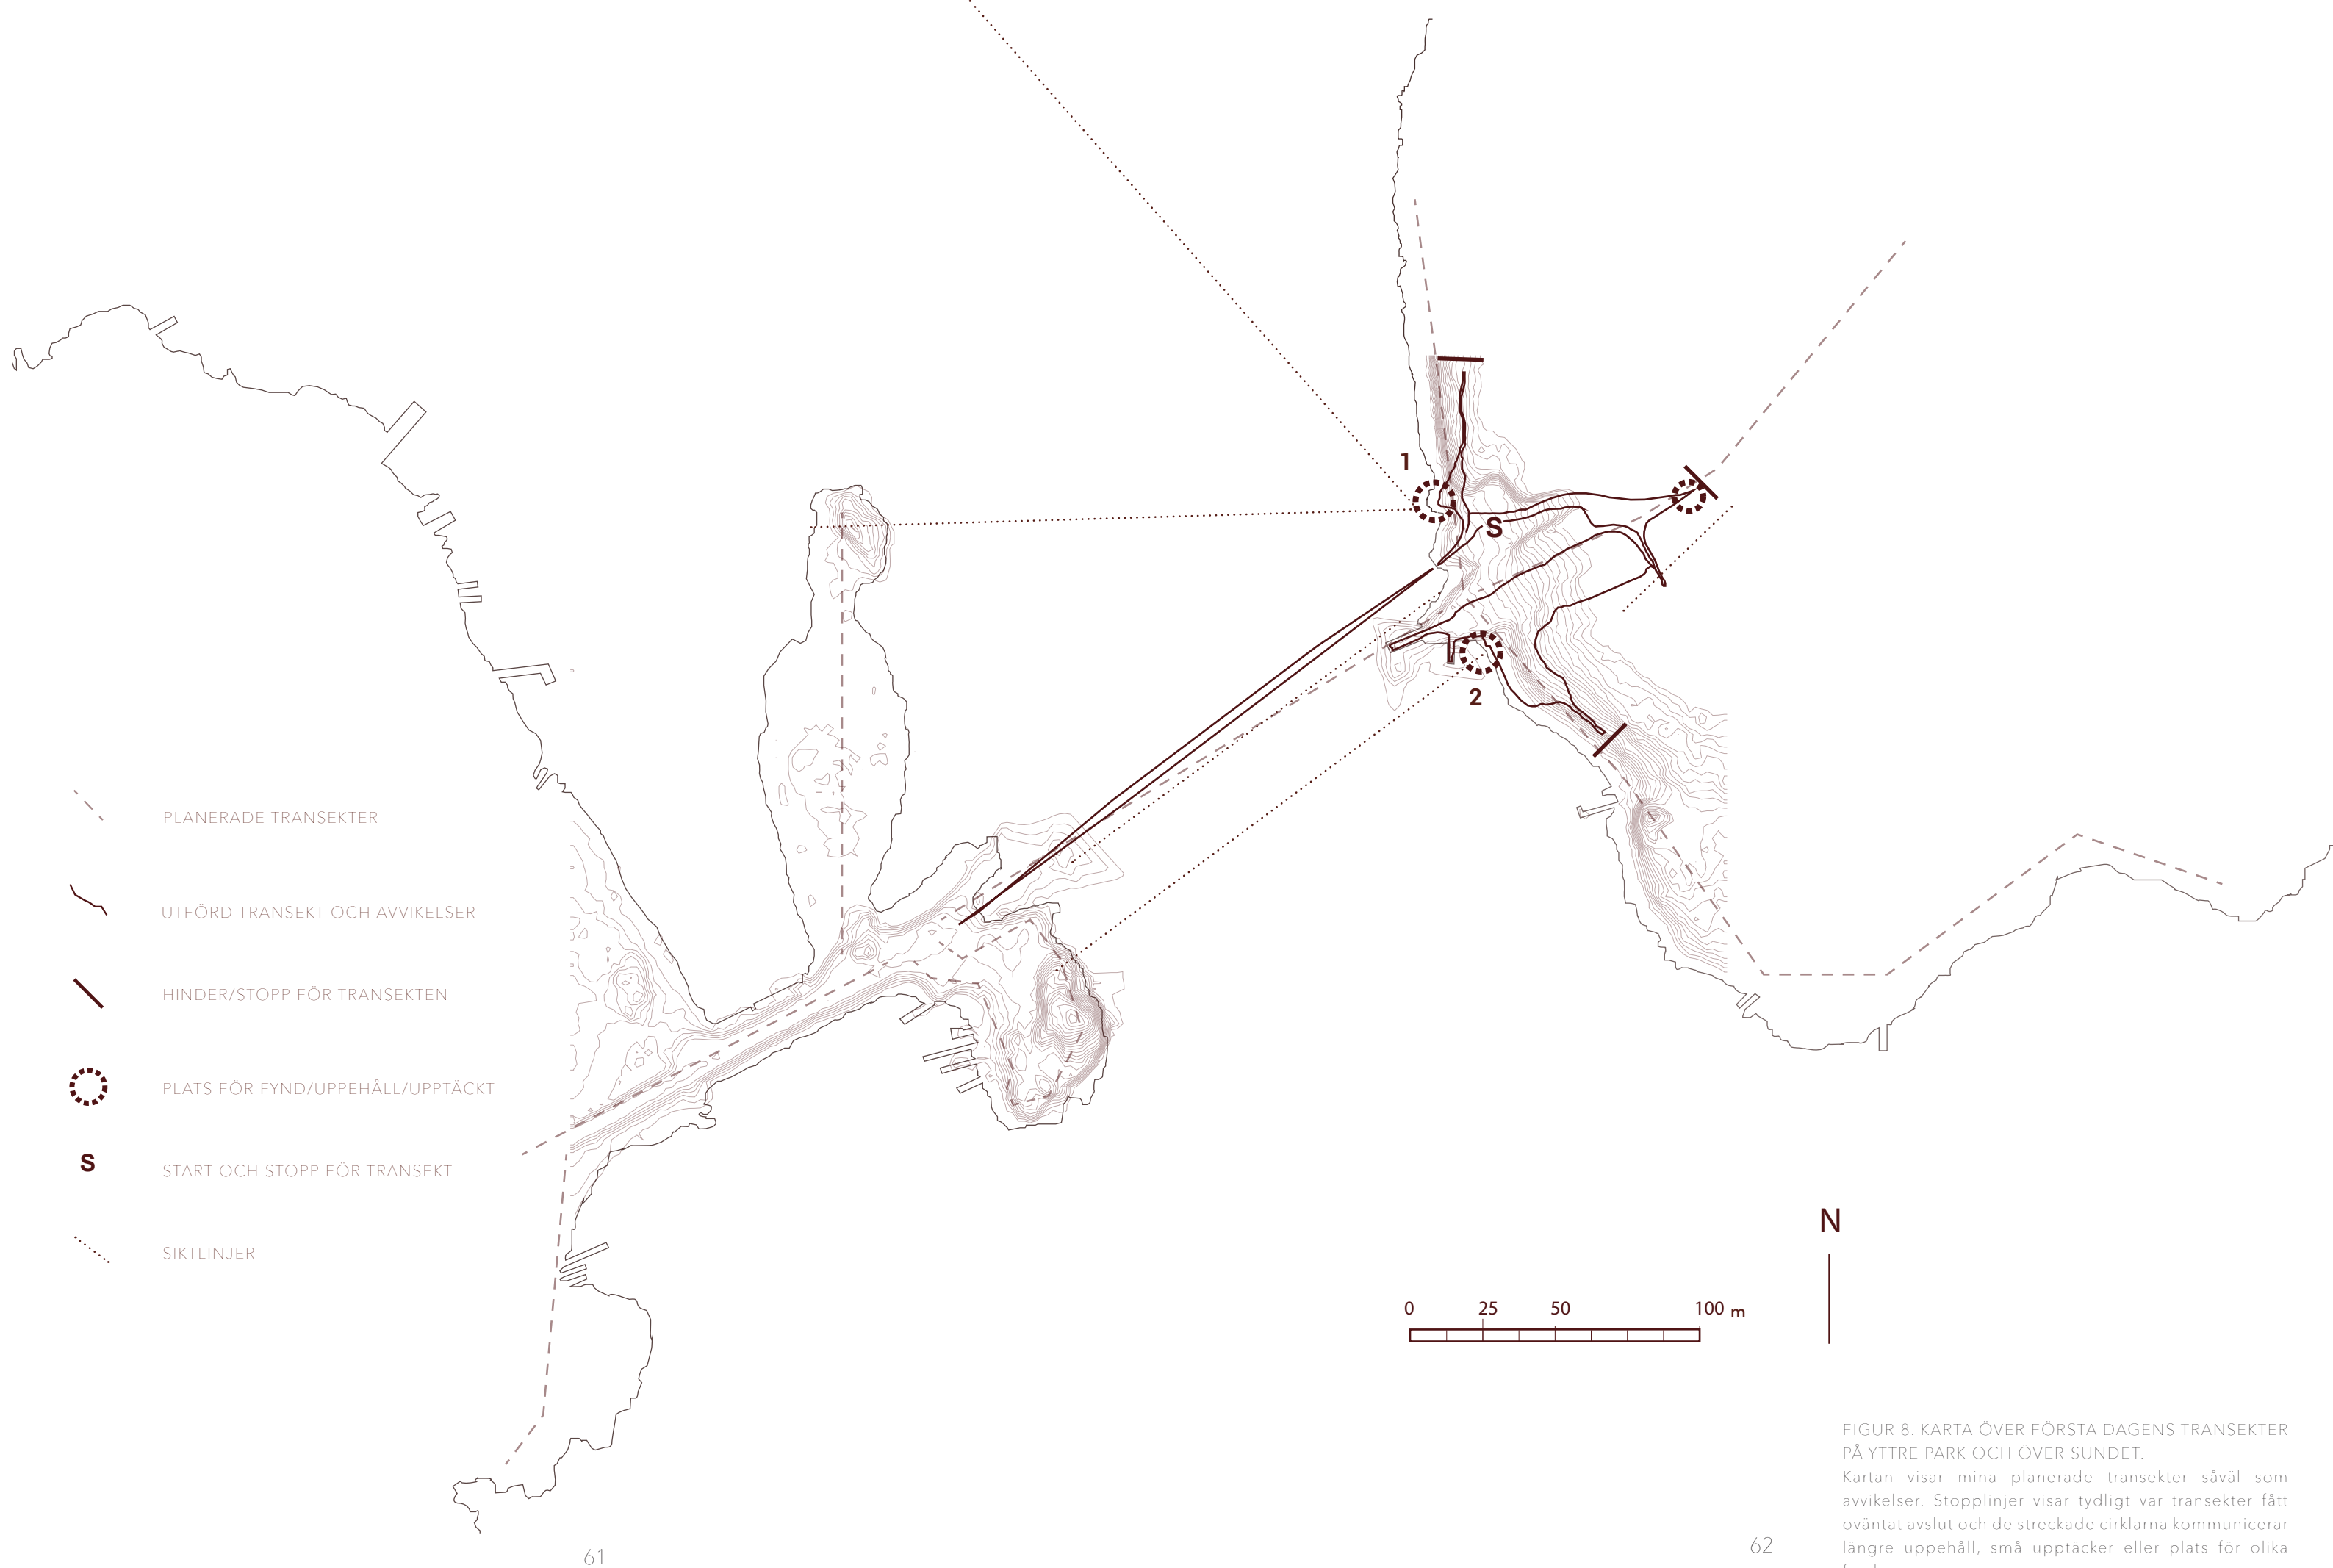 1
S
2
PLANERADE TRANSEKTER
UTFÖRD TRANSEKT OCH AVVIKELSER
HINDER/STOPP FÖR TRANSEKTEN
PLATS FÖR FYND/UPPEHÅLL/UPPTÄCKT
S START OCH STOPP FÖR TRANSEKT
SIKTLINJER
N
0 25 50 100 m
FIGUR 8. KARTA ÖVER FÖRSTA DAGENS TRANSEKTER
PÅ YTTRE PARK OCH ÖVER SUNDET.
Kartan visar mina planerade transekter såväl som
avvikelser. Stopplinjer visar tydligt var transekter fått
oväntat avslut och de streckade cirklarna kommunicerar
längre uppehåll, små upptäcker eller plats för olika
61
62